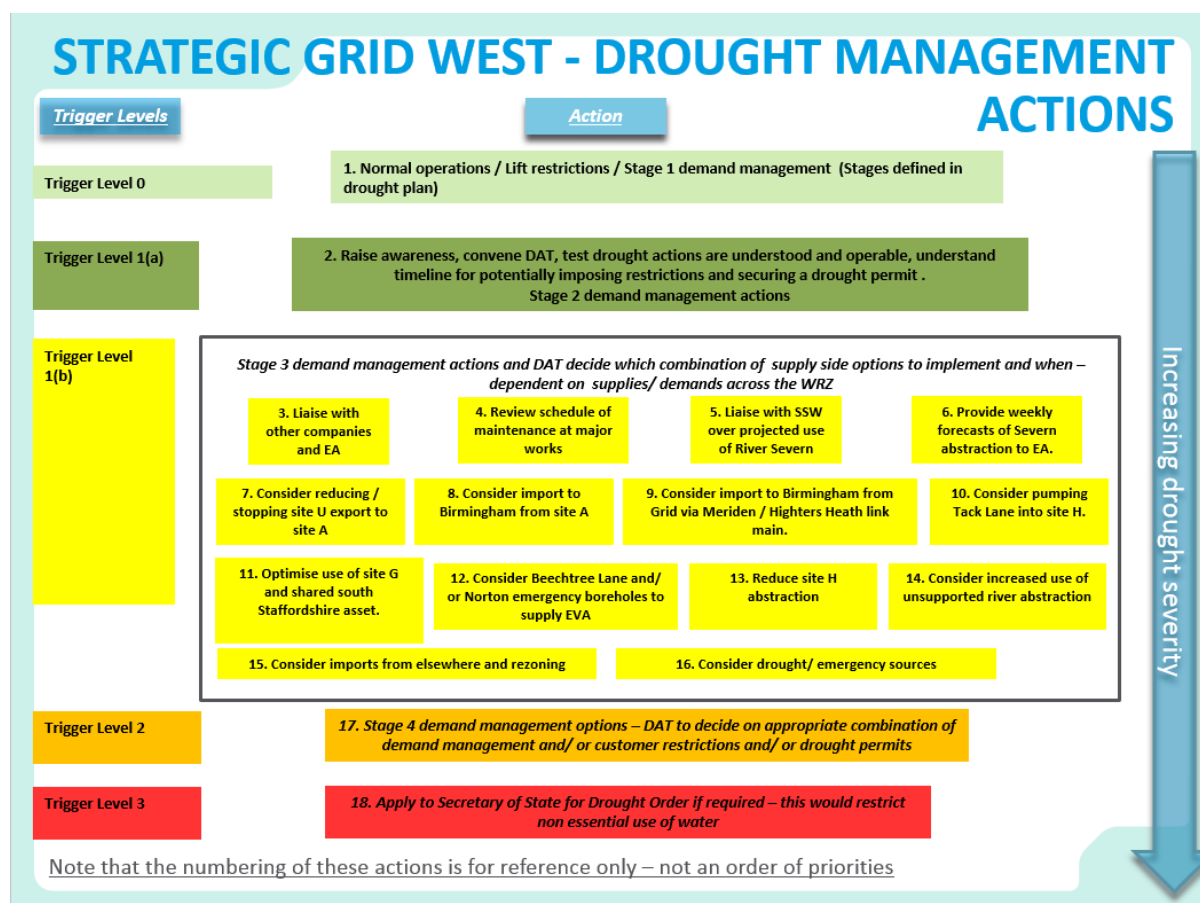 STRATEGIC GRID WEST - DROUGHT MANAGEMENT
ACTIONS
Trigger Levels
Action
Trigger Level 0
1. Normal operations / Lift restrictions / Stage 1 demand management (Stages defined in
drought plan)
Trigger Level 1(a)
2. Raise awareness, convene DAT, test drought actions are understood and operable, understand
timeline for potentially imposing restrictions and securing a drought permit .
Stage 2 demand management actions
Trigger Level
1(b)
Stage 3 demand management actions and DAT decide which combination of supply side options to implement and when –
dependent on supplies/ demands across the WRZ
3. Liaise with
other companies
and EA
4. Review schedule of
maintenance at major
works
5. Liaise with SSW
over projected use
of River Severn
6. Provide weekly
forecasts of Severn
abstraction to EA.
7. Consider reducing /
stopping site U export to
site A
8. Consider import to
Birmingham from site A
9. Consider import to Birmingham from
Grid via Meriden / Highters Heath link
main.
10. Consider pumping
Tack Lane into site H.
11. Optimise use of site G
and shared south
Staffordshire asset.
12. Consider Beechtree Lane and/
or Norton emergency boreholes to
supply EVA
13. Reduce site H
abstraction
14. Consider increased use of
unsupported river abstraction
15. Consider imports from elsewhere and rezoning
16. Consider drought/ emergency sources
Trigger Level 2
17. Stage 4 demand management options – DAT to decide on appropriate combination of
demand management and/ or customer restrictions and/ or drought permits
Trigger Level 3
18. Apply to Secretary of State for Drought Order if required – this would restrict
non essential use of water
Increasing drought severity
Note that the numbering of these actions is for reference only – not an order of priorities